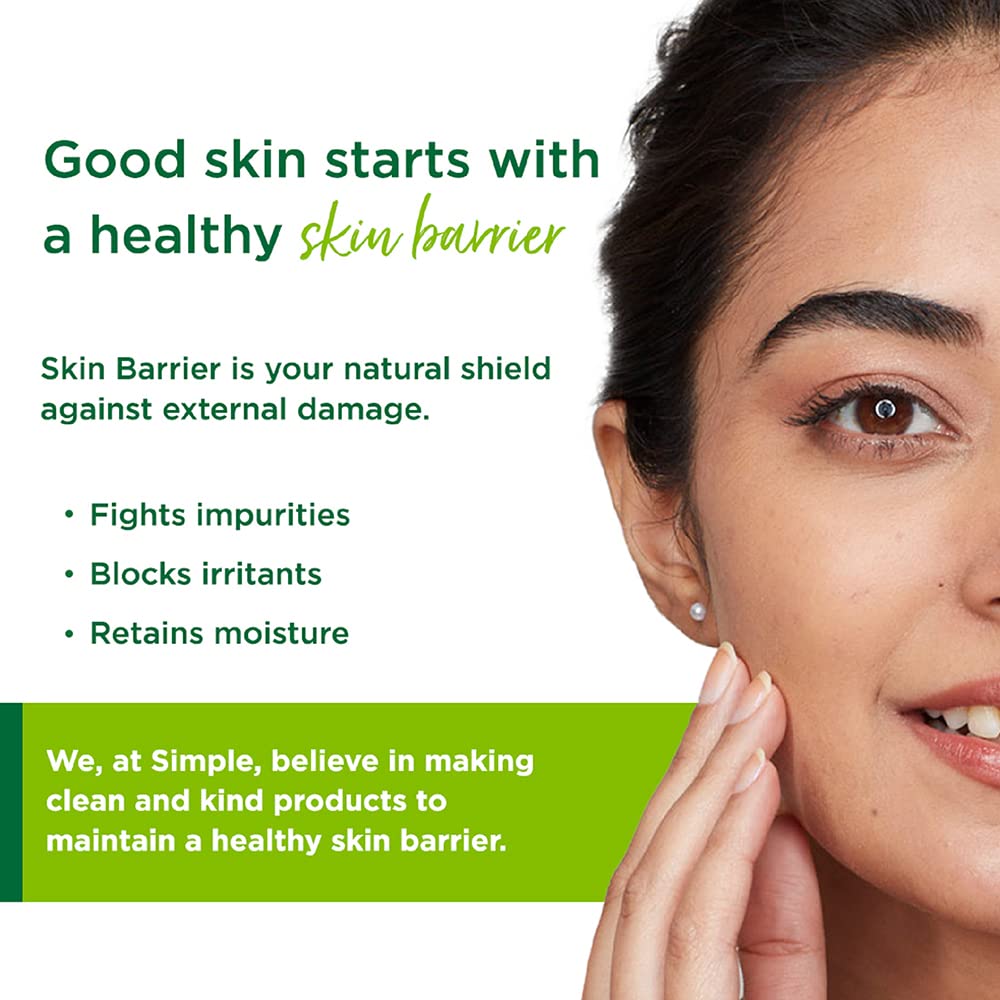 Good skin starts with
a healthy skin barrier
Skin Barrier is your natural shield
against external damage.
• Fights impurities
• Blocks irritants
• Retains moisture
We, at Simple, believe in making
clean and kind products to
maintain a healthy skin barrier.